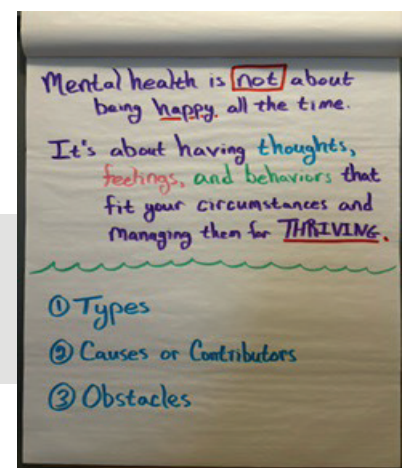 Mental health is not about
being happy all the time.
It's about having thoughts,
feelings, and behaviors that
fit your circumstances and
managing them for THRIVING.
① Types
② Causes or Contributors
③ Obstacles